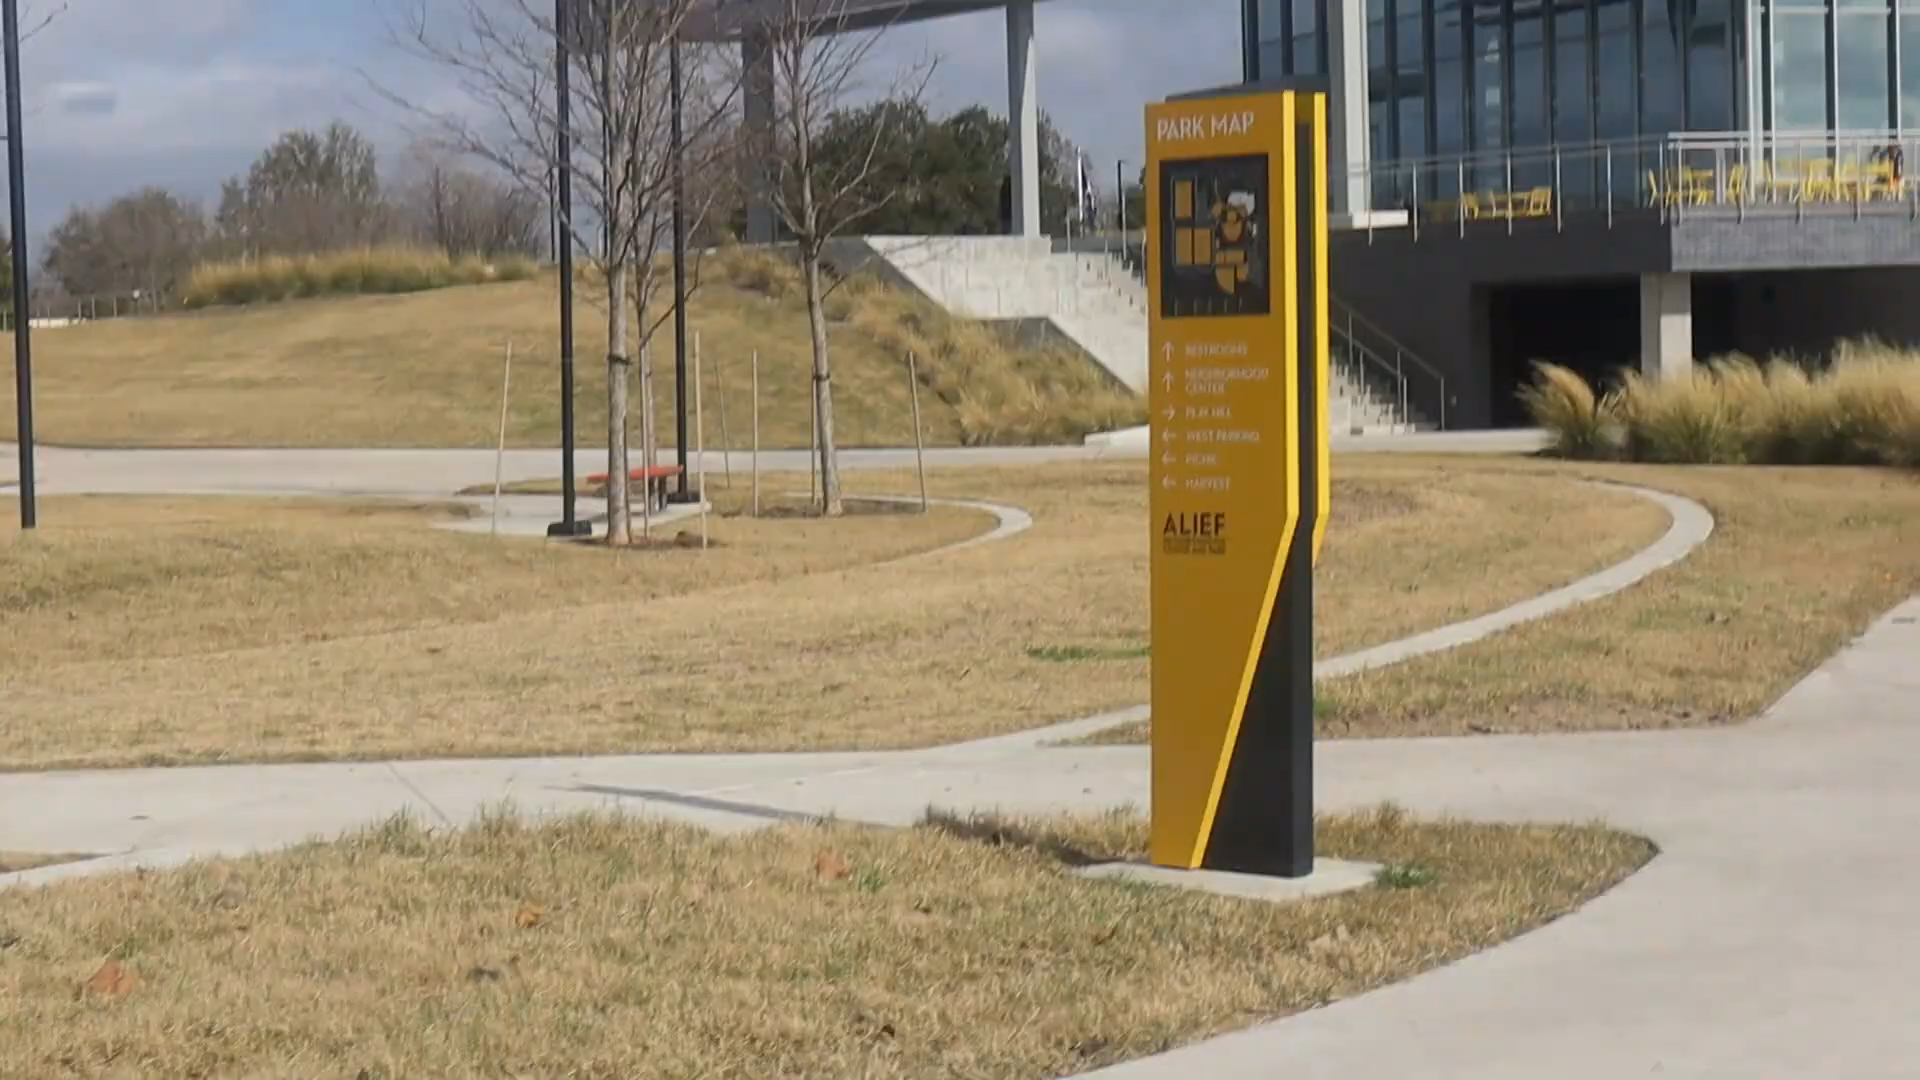 PARK MAP
↑ RESTROOMS
↑ NEIGHBORHOOD
CENTER
→ PLAY HILL
← WEST PARKING
← PICNIC
← HARVEST
ALIEF